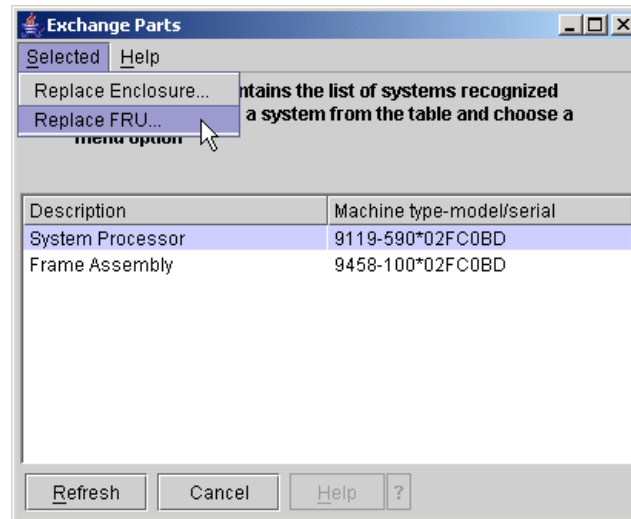 Exchange Parts
Selected Help
Replace Enclosure...
Replace FRU...
ntains the list of systems recognized
a system from the table and choose a
menu option
Description Machine type-model/serial
System Processor 9119-590*02FC0BD
Frame Assembly 9458-100*02FC0BD
Refresh Cancel Help ?